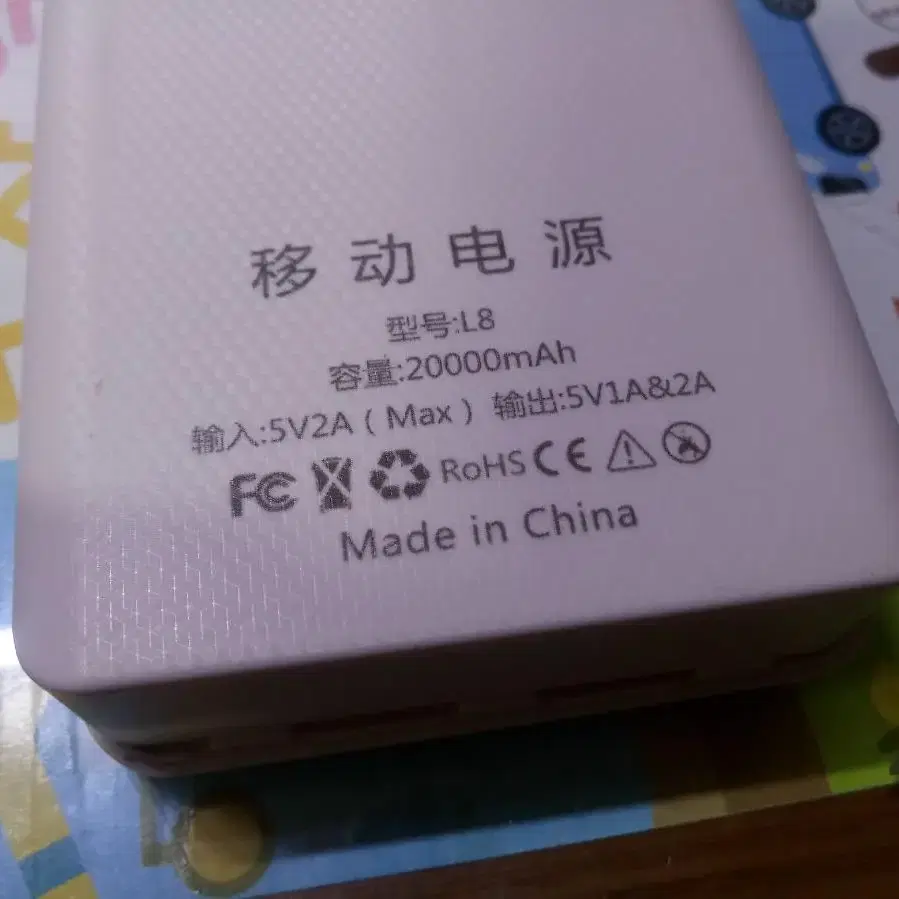 移动电源
型号:L8
容量:20000mAh
输入:5V2A（Max） 输出:5V1A&2A
FC RoHS CE
Made in China